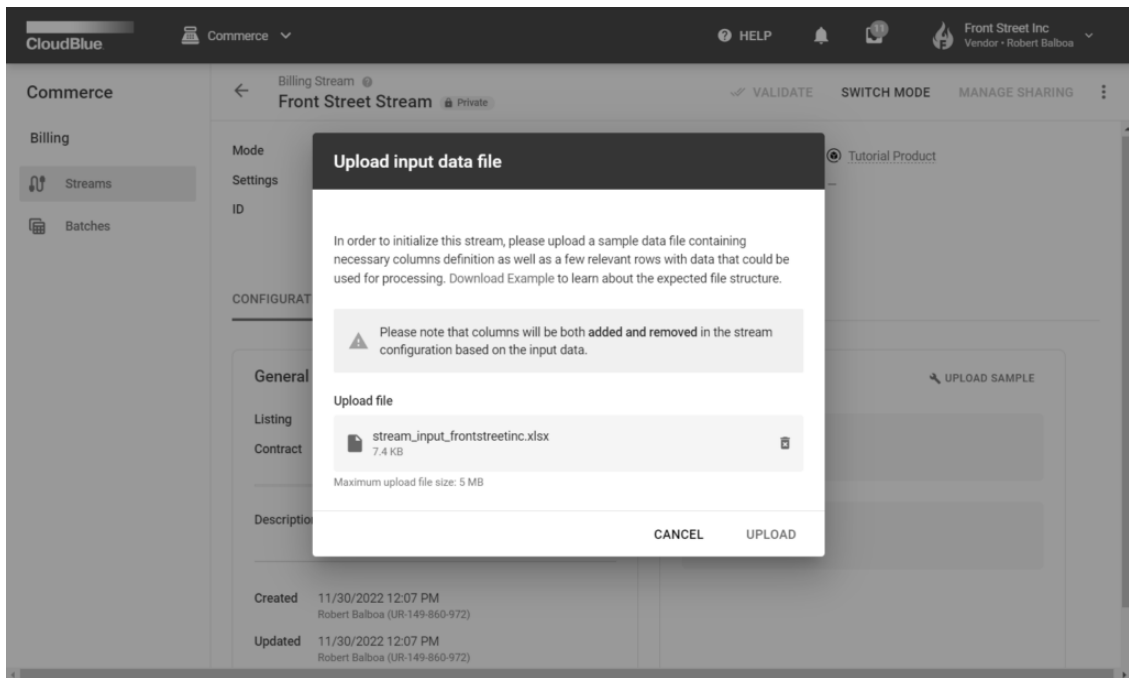 CloudBlue
Commerce
HELP
11
Front Street Inc
Vendor • Robert Balboa
Commerce
Billing
Streams
Batches
Billing Stream
Front Street Stream Private
VALIDATE
SWITCH MODE
MANAGE SHARING
Mode
Settings
ID
Tutorial Product
–
CONFIGURAT
General
Listing
Contract
Descriptio
UPLOAD SAMPLE
Created 11/30/2022 12:07 PM
Robert Balboa (UR-149-860-972)
Updated 11/30/2022 12:07 PM
Robert Balboa (UR-149-860-972)
Upload input data file
In order to initialize this stream, please upload a sample data file containing
necessary columns definition as well as a few relevant rows with data that could be
used for processing. Download Example to learn about the expected file structure.
Please note that columns will be both added and removed in the stream
configuration based on the input data.
Upload file
stream_input_frontstreetinc.xlsx
7.4 KB
Maximum upload file size: 5 MB
CANCEL
UPLOAD